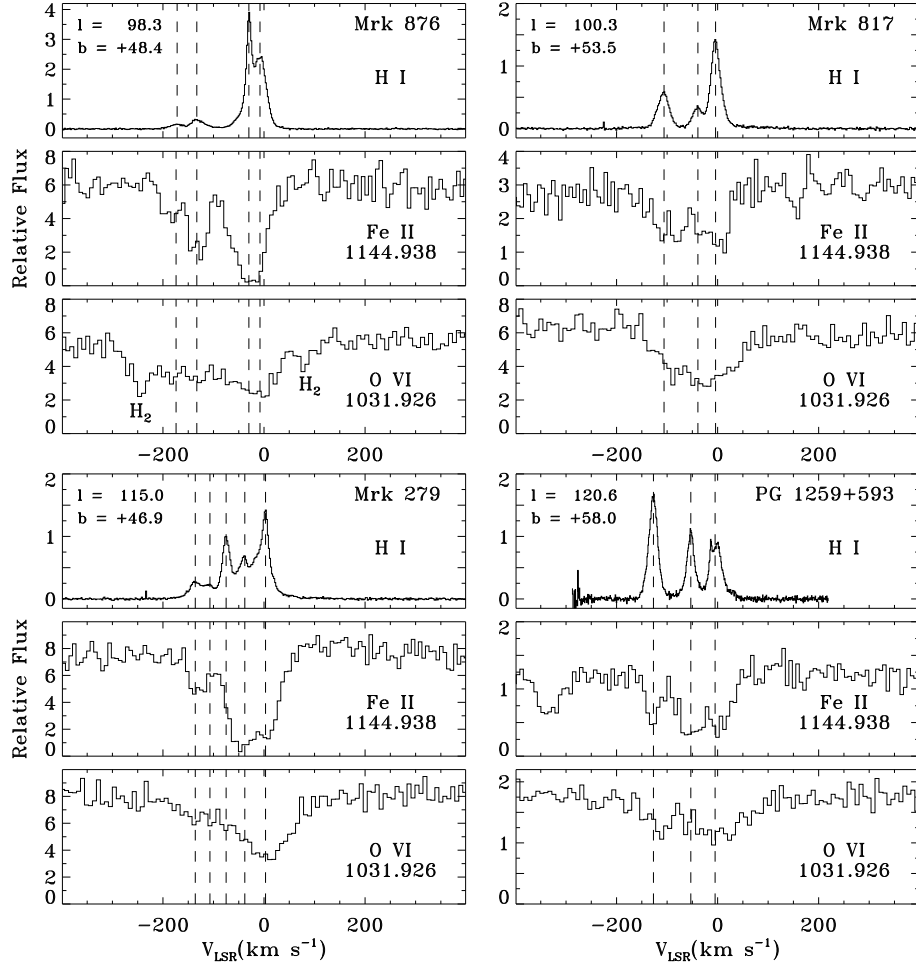 l = 98.3
b = +48.4
Mrk 876
H I
4
3
2
1
0
Relative Flux
8
6
4
2
0
Fe II
1144.938
8
6
4
2
0
H₂
H₂
O VI
1031.926
−200 0 200
l = 100.3
b = +53.5
Mrk 817
H I
2
1
0
4
3
2
1
0
Fe II
1144.938
8
6
4
2
0
O VI
1031.926
−200 0 200
l = 115.0
b = +46.9
Mrk 279
H I
2
1
0
Relative Flux
8
6
4
2
0
Fe II
1144.938
8
6
4
2
0
O VI
1031.926
−200 0 200
V_LSR(km s⁻¹)
l = 120.6
b = +58.0
PG 1259+593
H I
2
1
0
2
1
0
Fe II
1144.938
2
1
0
O VI
1031.926
−200 0 200
V_LSR(km s⁻¹)